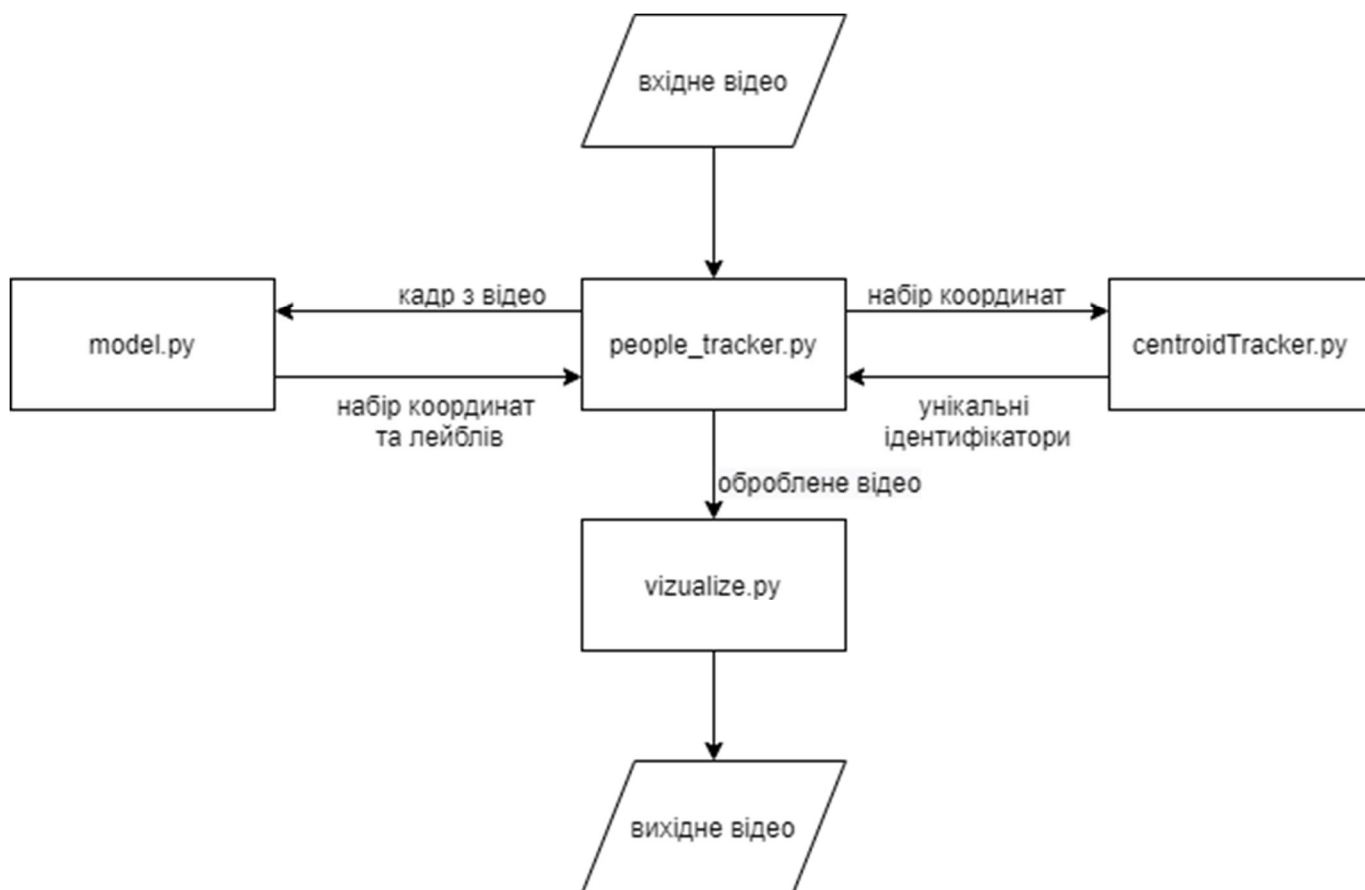 вхідне відео
кадр з відео
набір координат
model.py
people_tracker.py
centroidTracker.py
набір координат
та лейблів
унікальні
ідентифікатори
оброблене відео
vizualize.py
вихідне відео